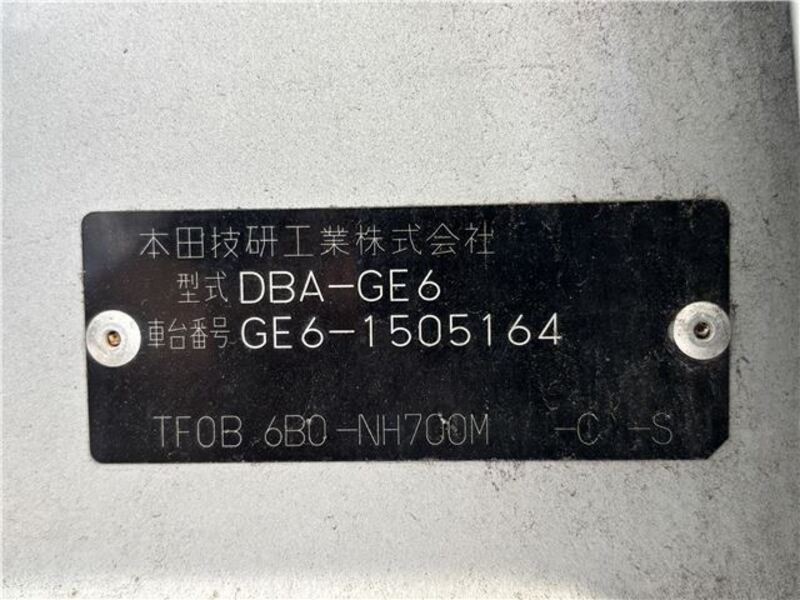 本田技研工業株式会社
型式 DBA-GE6
車台番号 GE6-1505164
TF0B 6B0-NH700M -C -S